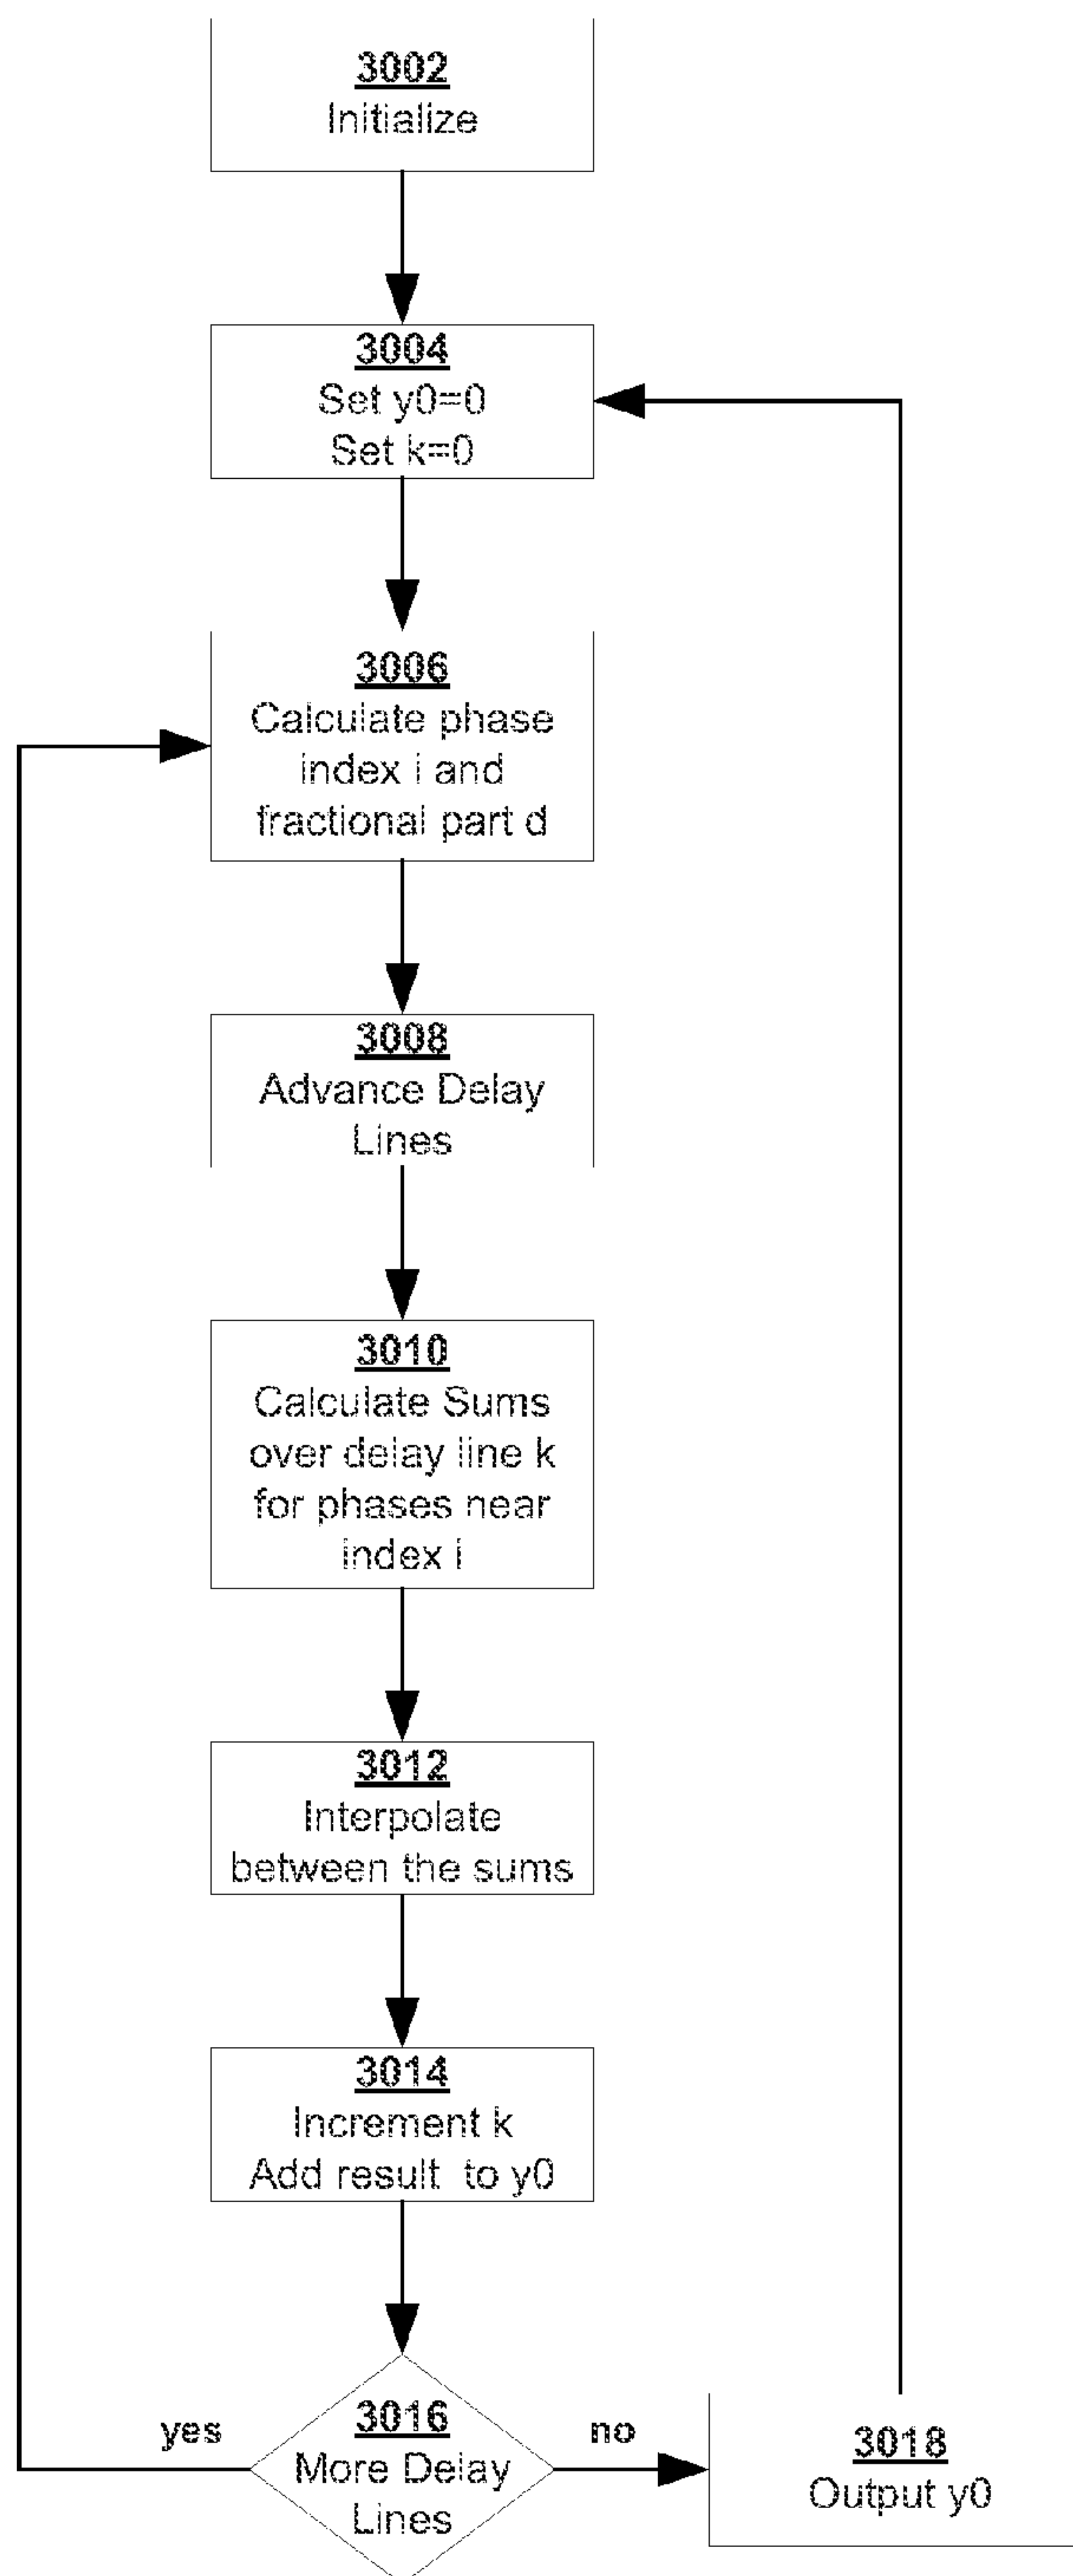 3002
Initialize
3004
Set y0=0
Set k=0
3006
Calculate phase
index i and
fractional part d
3008
Advance Delay
Lines
3010
Calculate Sums
over delay line k
for phases near
index i
3012
Interpolate
between the sums
3014
Increment k
Add result to y0
yes
3016
More Delay
Lines
no
3018
Output y0